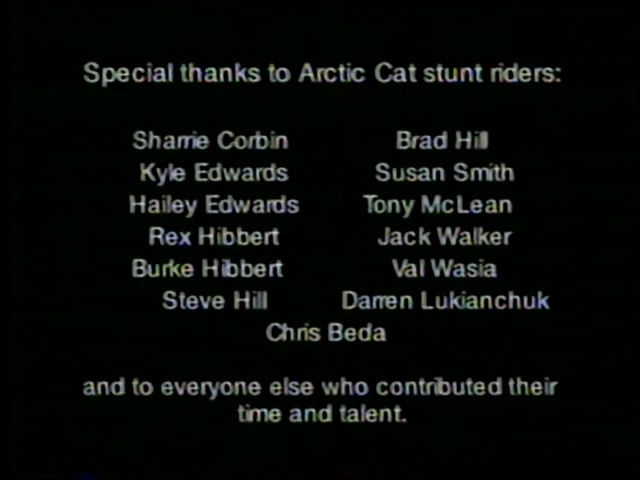 Special thanks to Arctic Cat stunt riders:
Sharrie Corbin Brad Hill
Kyle Edwards Susan Smith
Hailey Edwards Tony McLean
Rex Hibbert Jack Walker
Burke Hibbert Val Wasia
Steve Hill Darren Lukianchuk
Chris Beda
and to everyone else who contributed their
time and talent.